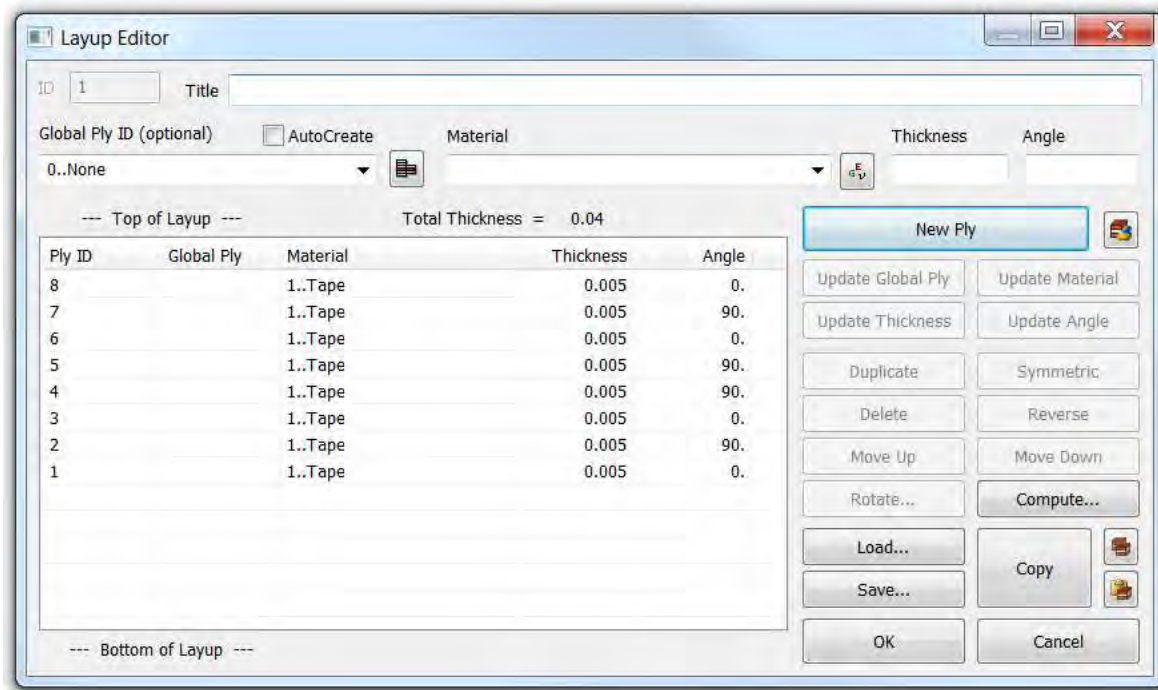 Layup Editor
ID 1 Title
Global Ply ID (optional) AutoCreate Material Thickness Angle
0..None
--- Top of Layup --- Total Thickness = 0.04
Ply ID Global Ply Material Thickness Angle
8 1..Tape 0.005 0.
7 1..Tape 0.005 90.
6 1..Tape 0.005 0.
5 1..Tape 0.005 90.
4 1..Tape 0.005 90.
3 1..Tape 0.005 0.
2 1..Tape 0.005 90.
1 1..Tape 0.005 0.
--- Bottom of Layup ---
New Ply
Update Global Ply Update Material
Update Thickness Update Angle
Duplicate Symmetric
Delete Reverse
Move Up Move Down
Rotate... Compute...
Load... Copy
Save...
OK Cancel